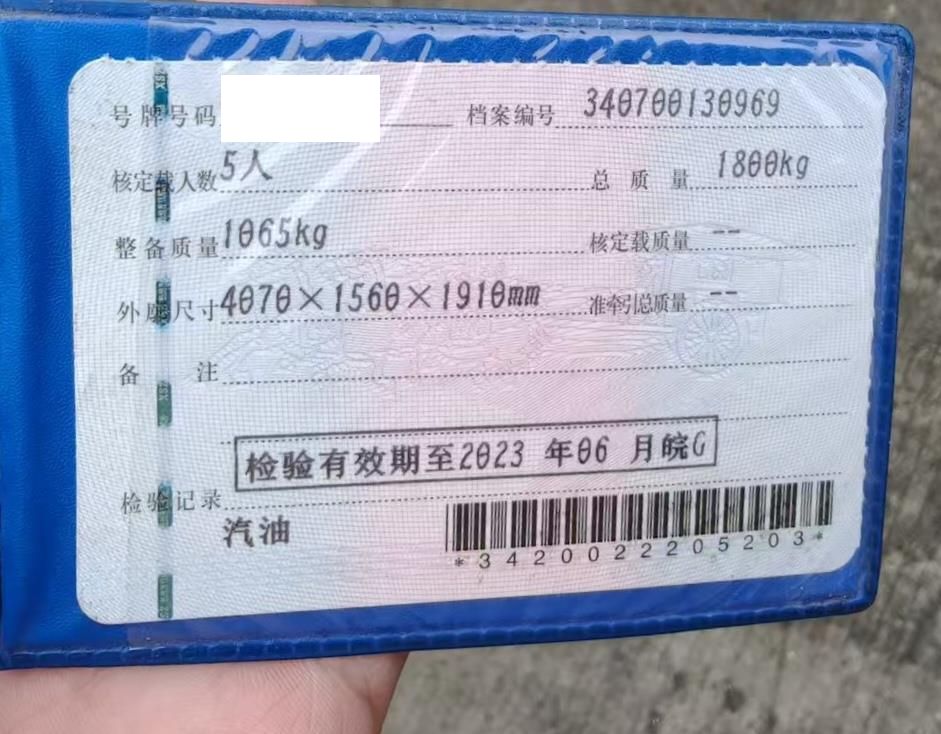 号牌号码 档案编号 340700130969
核定载人数 5人 总质量 1800kg
整备质量 1065kg 核定载质量 --
外廓尺寸 4070×1560×1910mm 准牵引总质量 --
备注
检验有效期至2023 年06 月皖G
检验记录
汽油
*3420022205203*